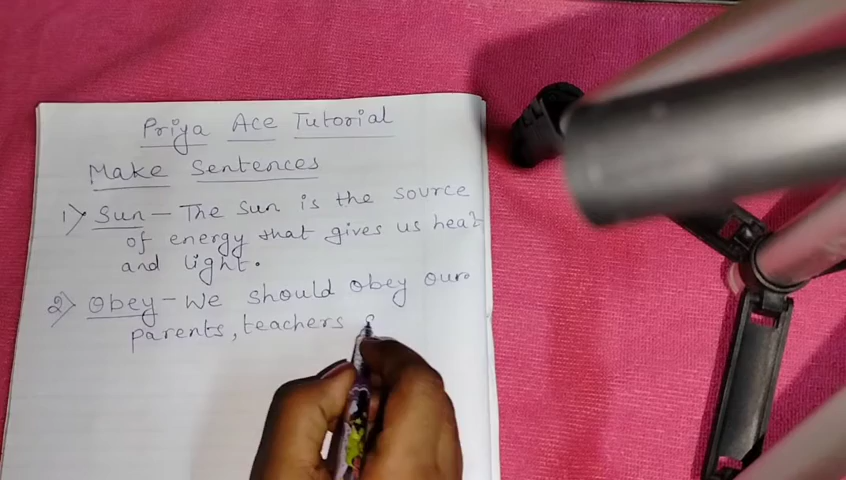 Priya Ace Tutorial
Make Sentences
1) Sun - The sun is the source
of energy that gives us heat
and light.
2) Obey - We should obey our
parents, teachers